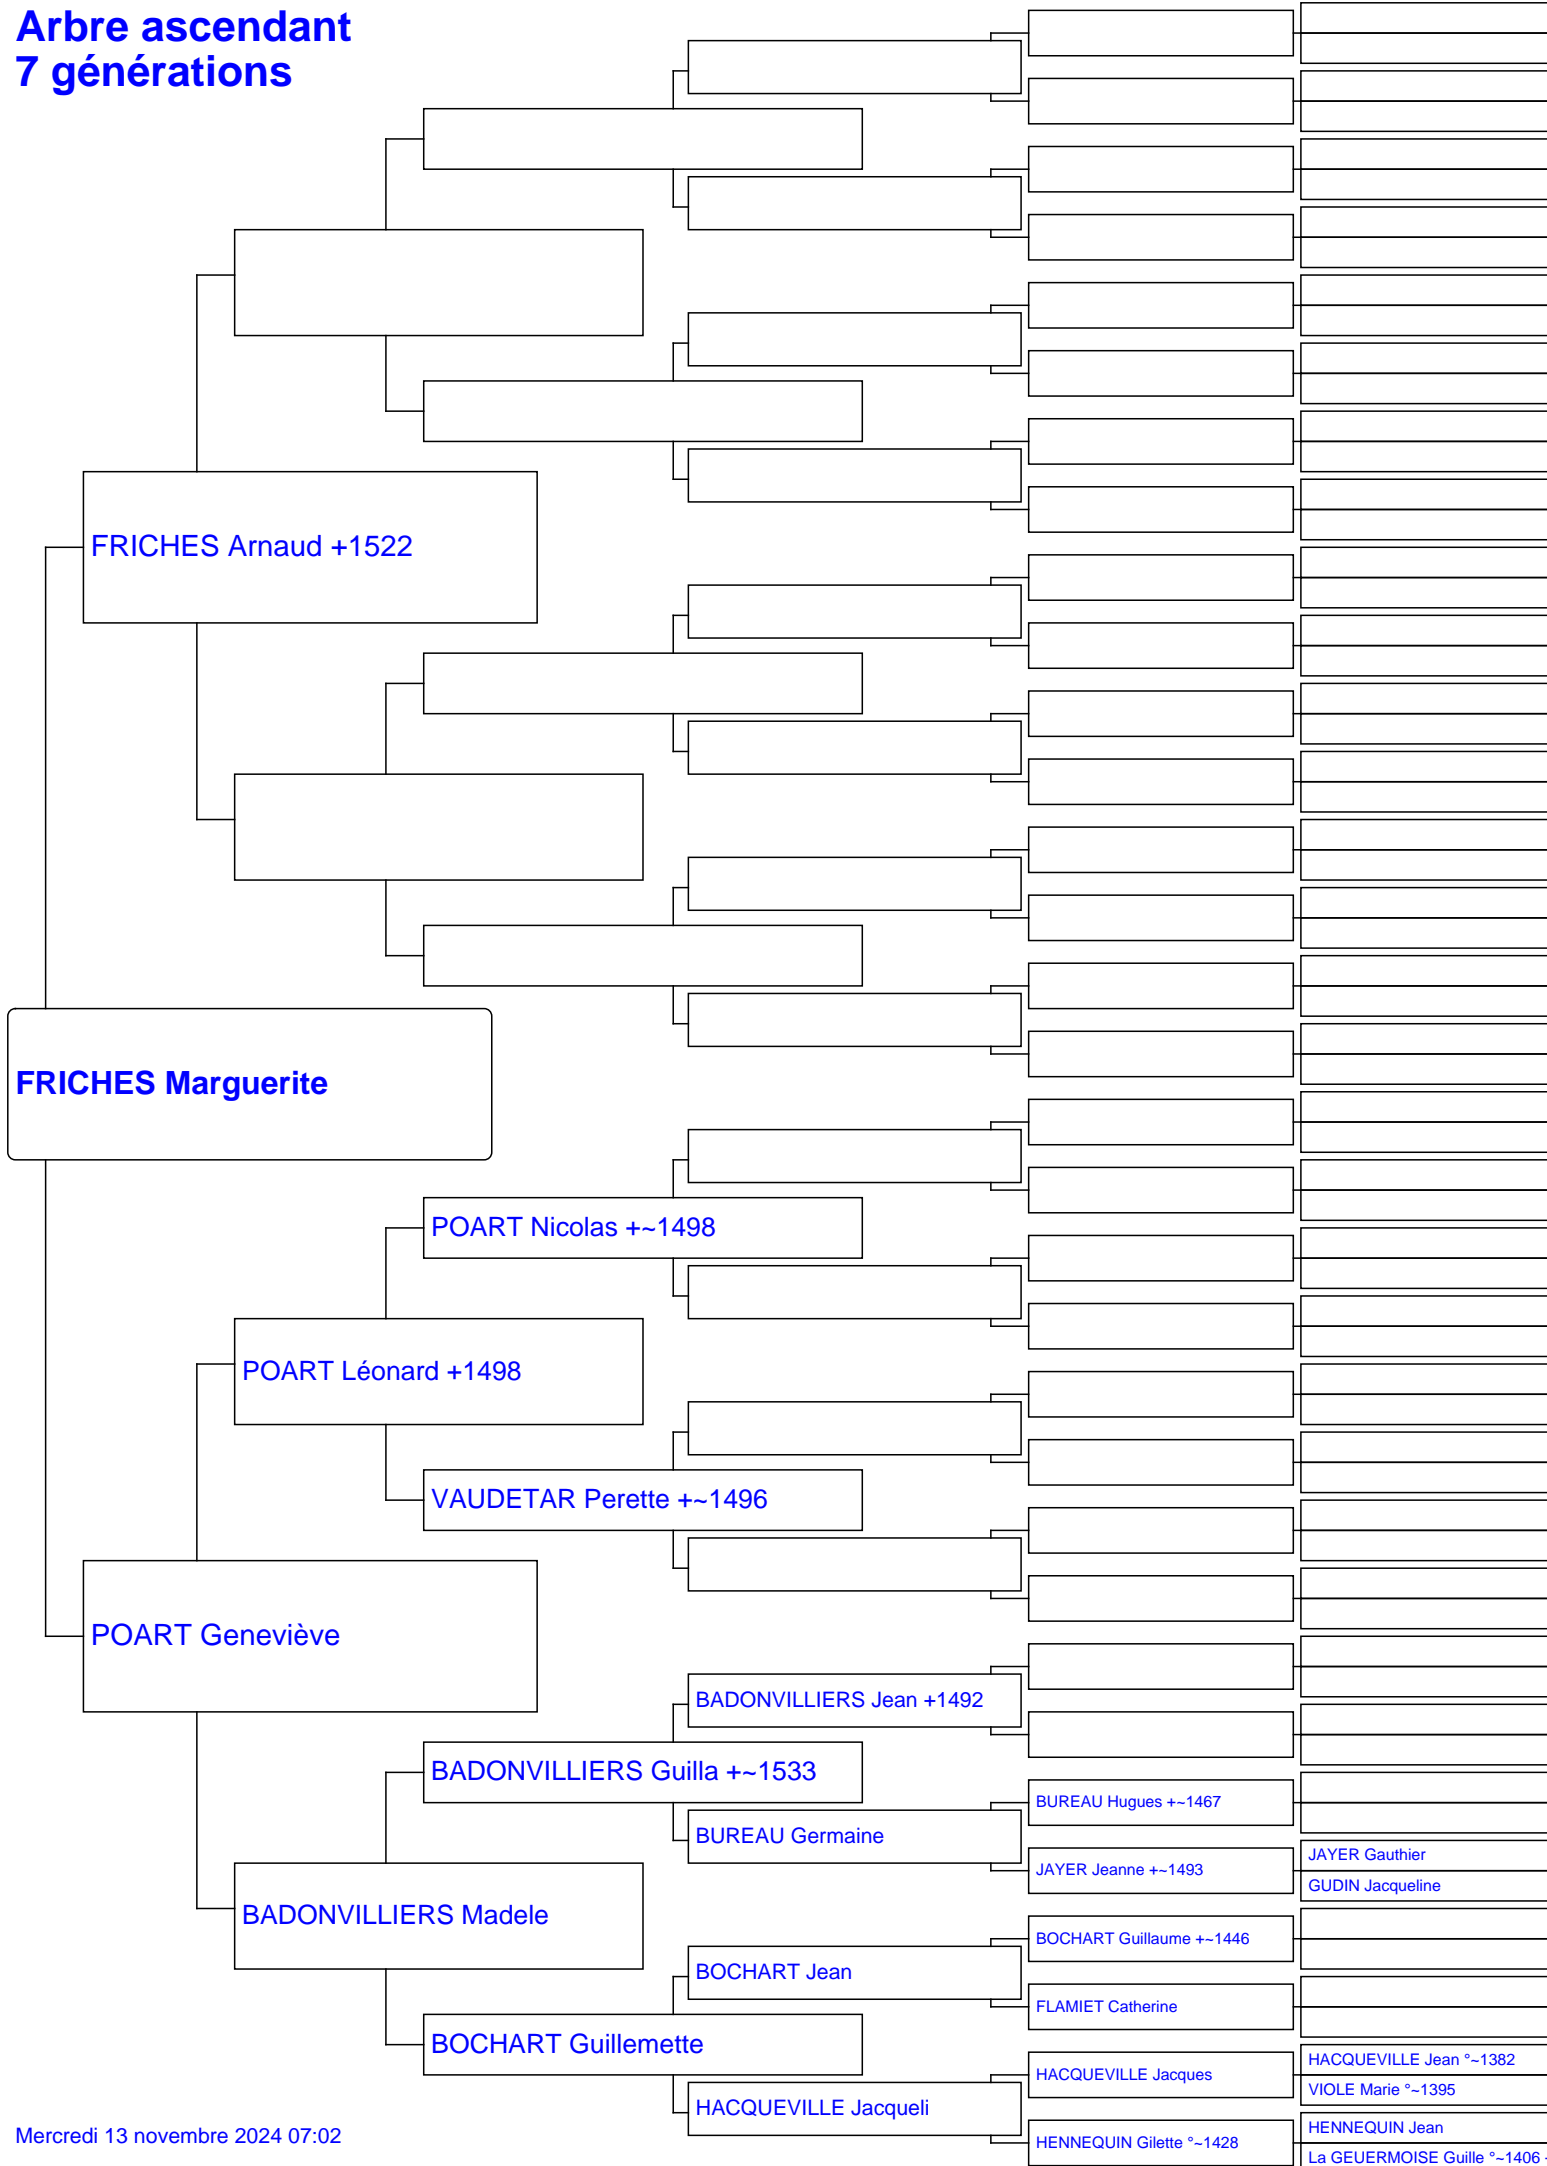 Arbre ascendant
7 générations
FRICHES Arnaud +1522
FRICHES Marguerite
POART Nicolas +~1498
POART Léonard +1498
VAUDETAR Perette +~1496
POART Geneviève
BADONVILLIERS Jean +1492
BADONVILLIERS Guilla +~1533
BUREAU Hugues +~1467
BUREAU Germaine
JAYER Gauthier
JAYER Jeanne +~1493
GUDIN Jacqueline
BADONVILLIERS Madele
BOCHART Guillaume +~1446
BOCHART Jean
FLAMIET Catherine
BOCHART Guillemette
HACQUEVILLE Jean °~1382
HACQUEVILLE Jacques
VIOLE Marie °~1395
HACQUEVILLE Jacqueli
HENNEQUIN Jean
HENNEQUIN Gilette °~1428
La GEUERMOISE Guille °~1406
Mercredi 13 novembre 2024 07:02